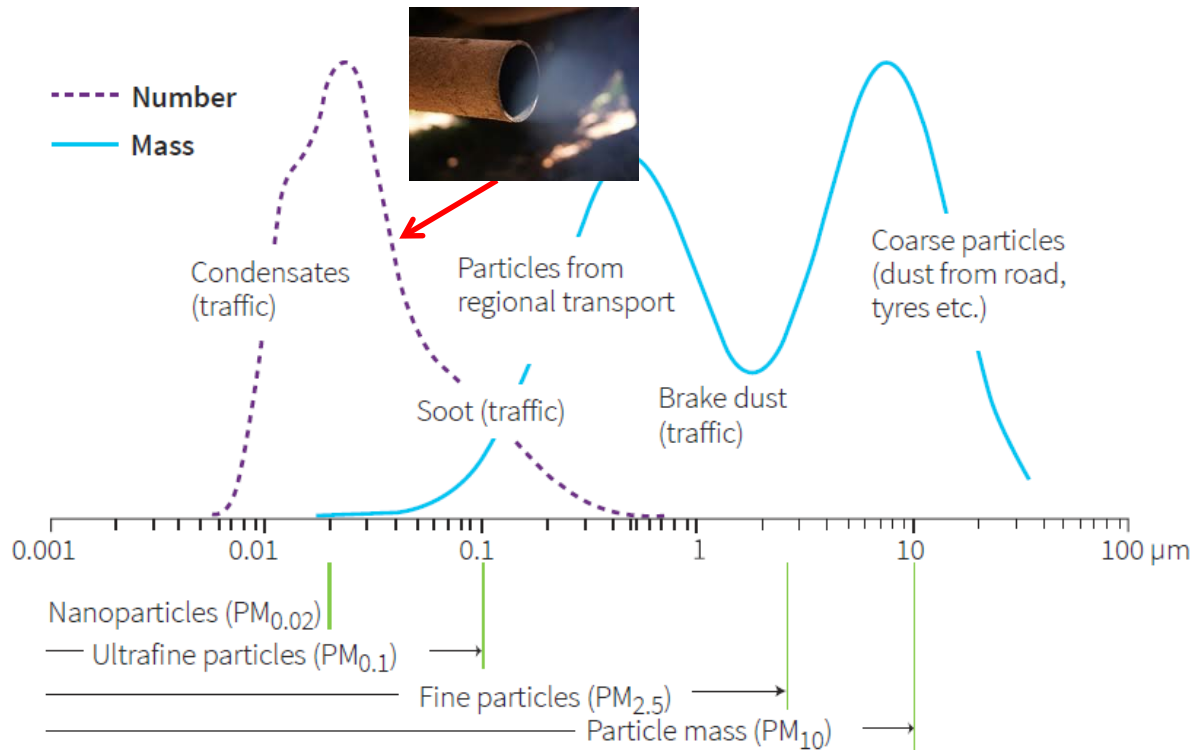 Number
Mass
Condensates
(traffic)
Particles from
regional transport
Coarse particles
(dust from road,
tyres etc.)
Soot (traffic)
Brake dust
(traffic)
0.001 0.01 0.1 1 10 100 µm
Nanoparticles (PM0.02)
Ultrafine particles (PM0.1)
Fine particles (PM2.5)
Particle mass (PM10)